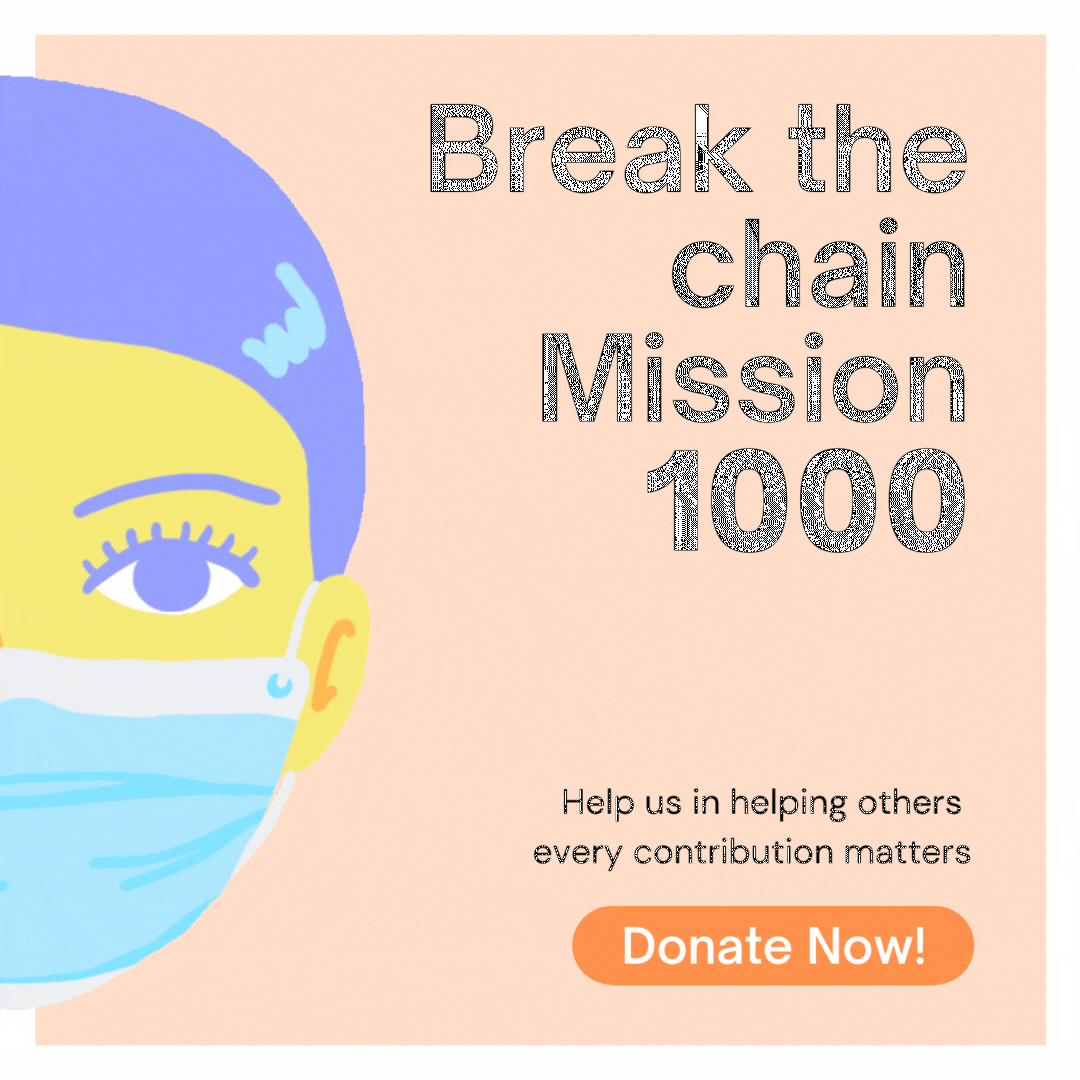 Break the
chain
Mission
1000
Help us in helping others
every contribution matters
Donate Now!